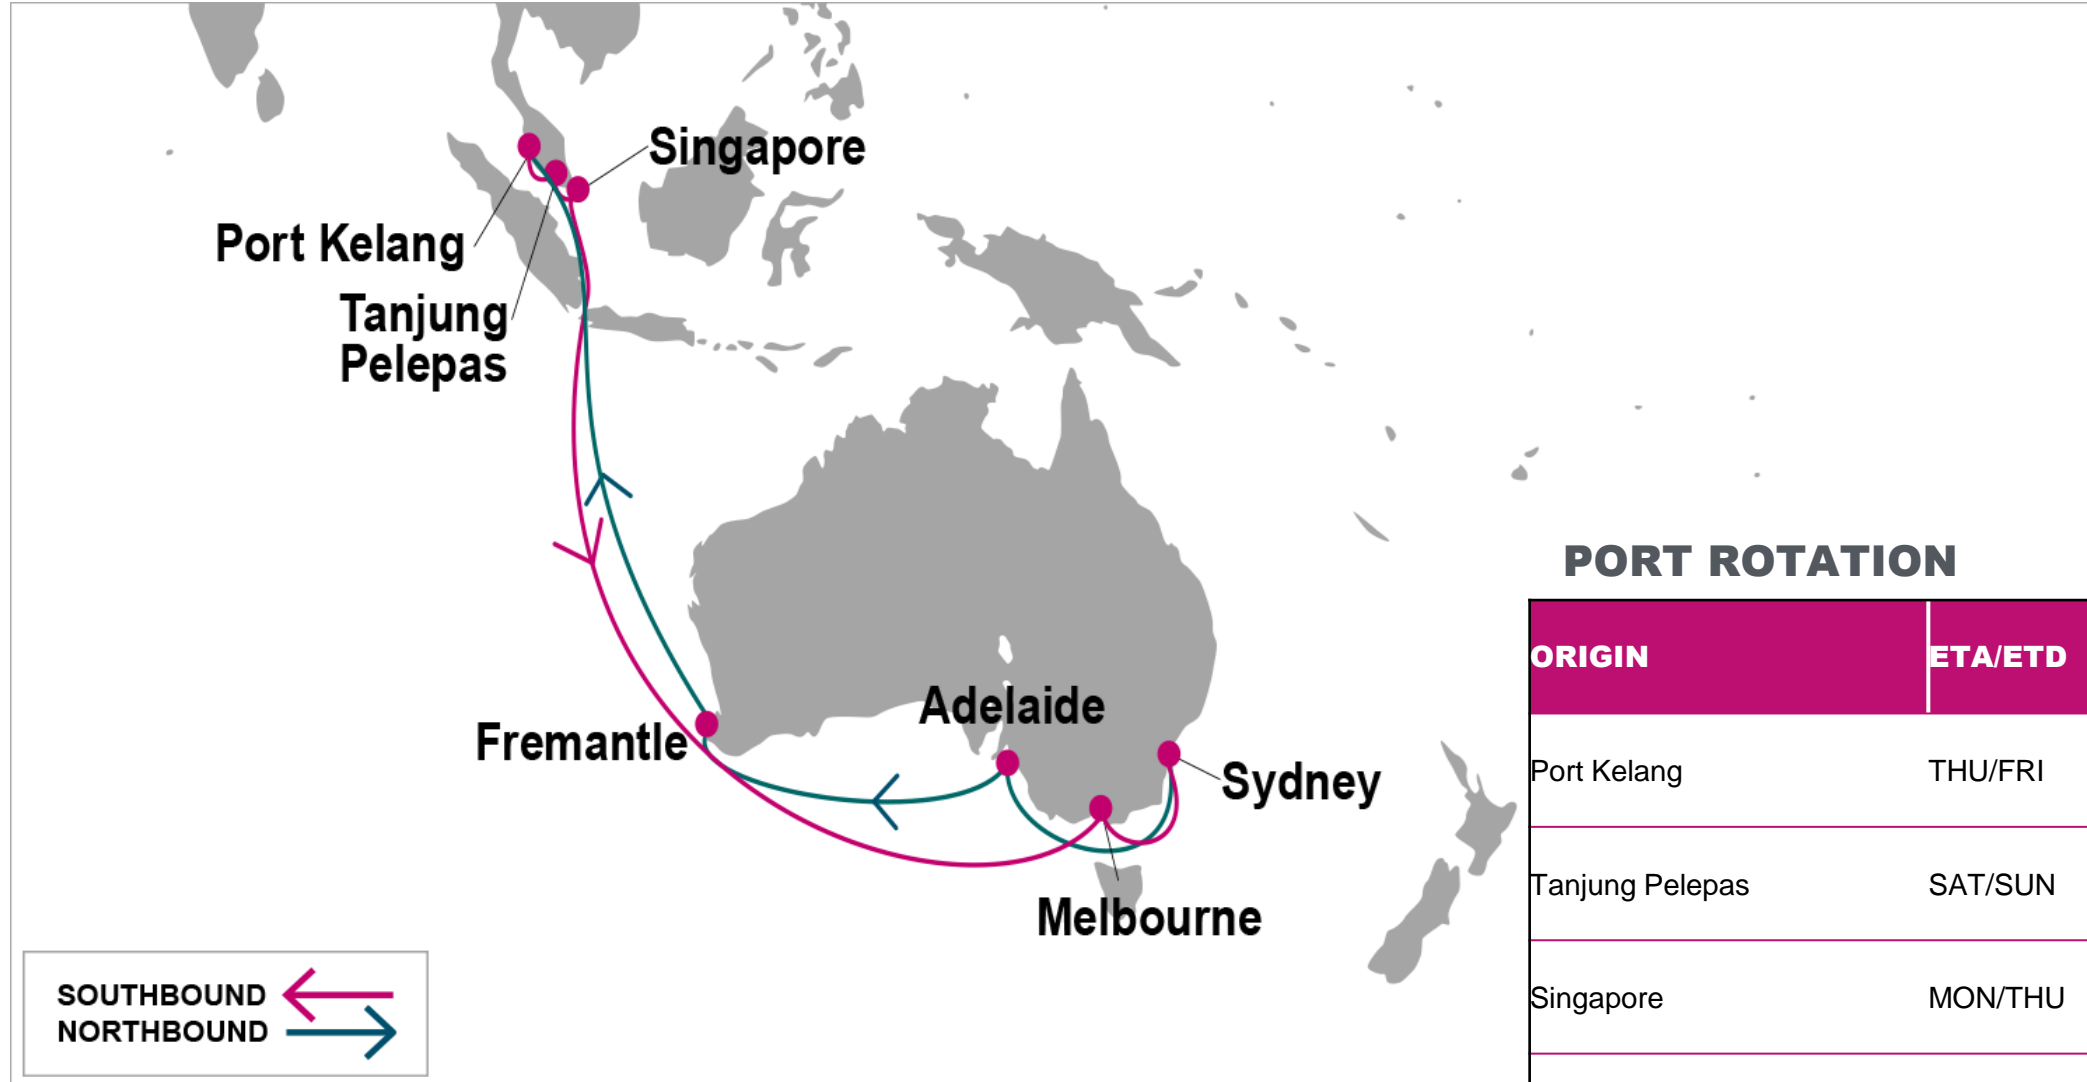 Singapore
Port Kelang
Tanjung
Pelepas
Fremantle
Adelaide
Sydney
Melbourne
SOUTHBOUND
NORTHBOUND
PORT ROTATION
ORIGIN ETA/ETD
Port Kelang THU/FRI
Tanjung Pelepas SAT/SUN
Singapore MON/THU